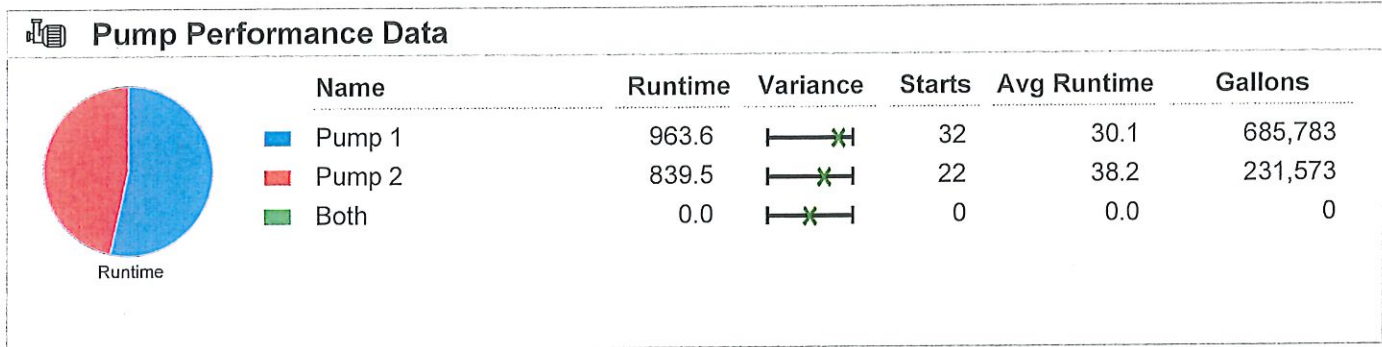 Pump Performance Data
Name Runtime Variance Starts Avg Runtime Gallons
Pump 1 963.6 32 30.1 685,783
Pump 2 839.5 22 38.2 231,573
Both 0.0 0 0.0 0
Runtime